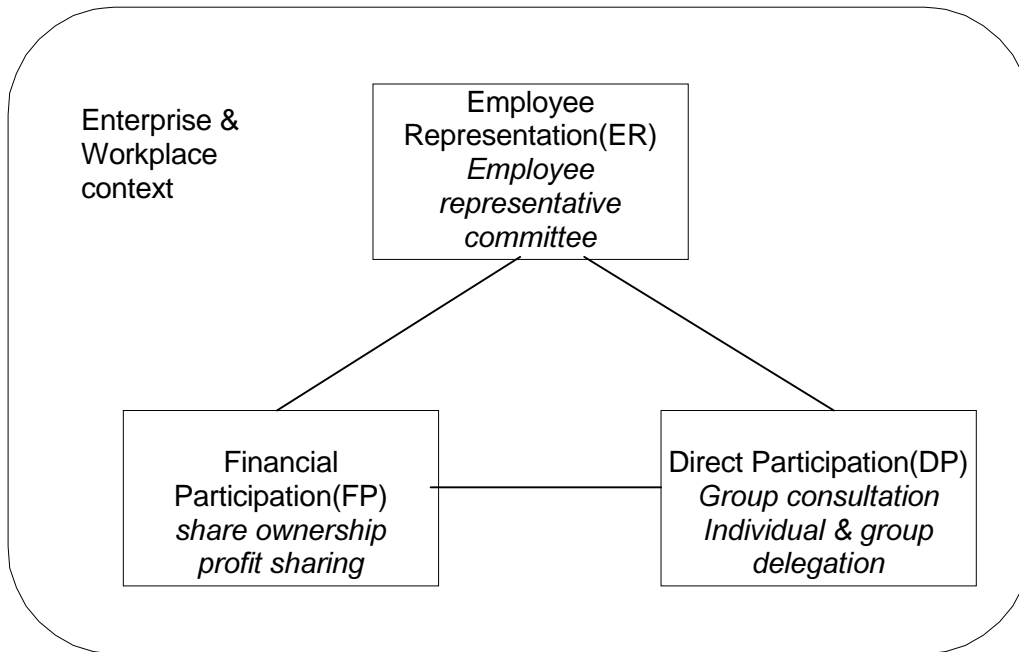 Enterprise &
Workplace
context
Employee
Representation(ER)
Employee
representative
committee
Financial
Participation(FP)
share ownership
profit sharing
Direct Participation(DP)
Group consultation
Individual & group
delegation